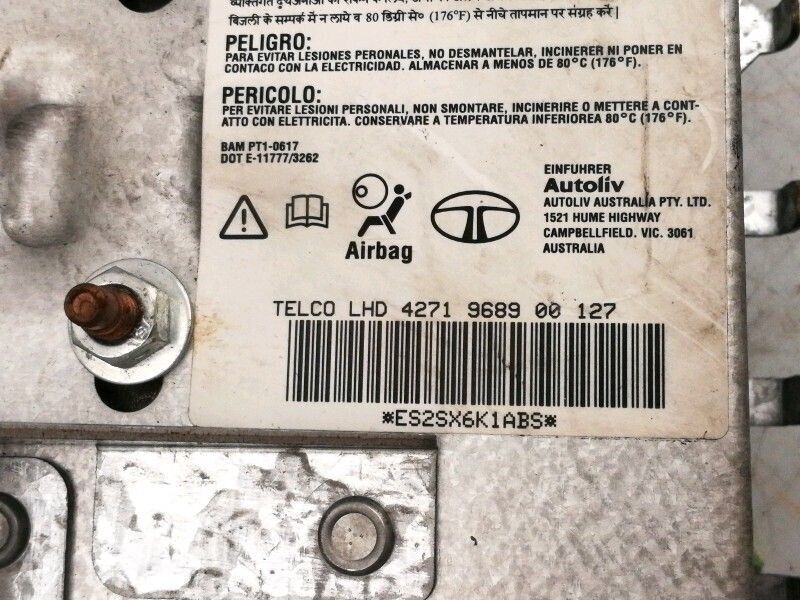 बिजली के सम्पर्क में न लाये व 80 डिग्री से० (176°F) से नीचे तापमान पर संग्रह करें |
PELIGRO:
PARA EVITAR LESIONES PERONALES, NO DESMANTELAR, INCINERER NI PONER EN
CONTACO CON LA ELECTRICIDAD. ALMACENAR A MENOS DE 80°C (176°F).
PERICOLO:
PER EVITARE LESIONI PERSONALI, NON SMONTARE, INCINERIRE O METTERE A CONT-
ATTO CON ELETTRICITA. CONSERVARE A TEMPERATURA INFERIOREA 80°C (176°F).
BAM PT1-0617
DOT E-11777/3262
Airbag
EINFUHRER
Autoliv
AUTOLIV AUSTRALIA PTY. LTD.
1521 HUME HIGHWAY
CAMPBELLFIELD. VIC. 3061
AUSTRALIA
TELCO LHD 4271 9689 00 127
*ES2SX6K1ABS*